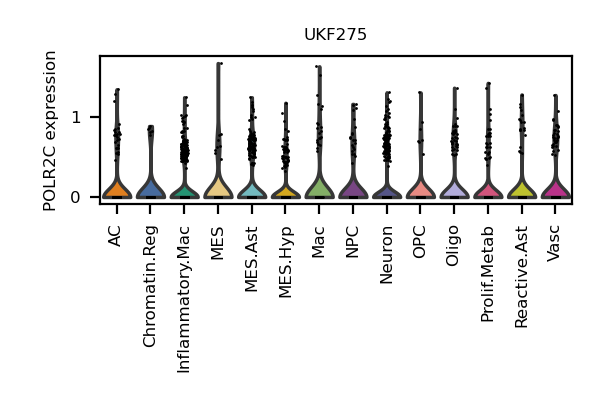 UKF275
POLR2C expression
1
0
AC
Chromatin.Reg
Inflammatory.Mac
MES
MES.Ast
MES.Hyp
Mac
NPC
Neuron
OPC
Oligo
Prolif.Metab
Reactive.Ast
Vasc